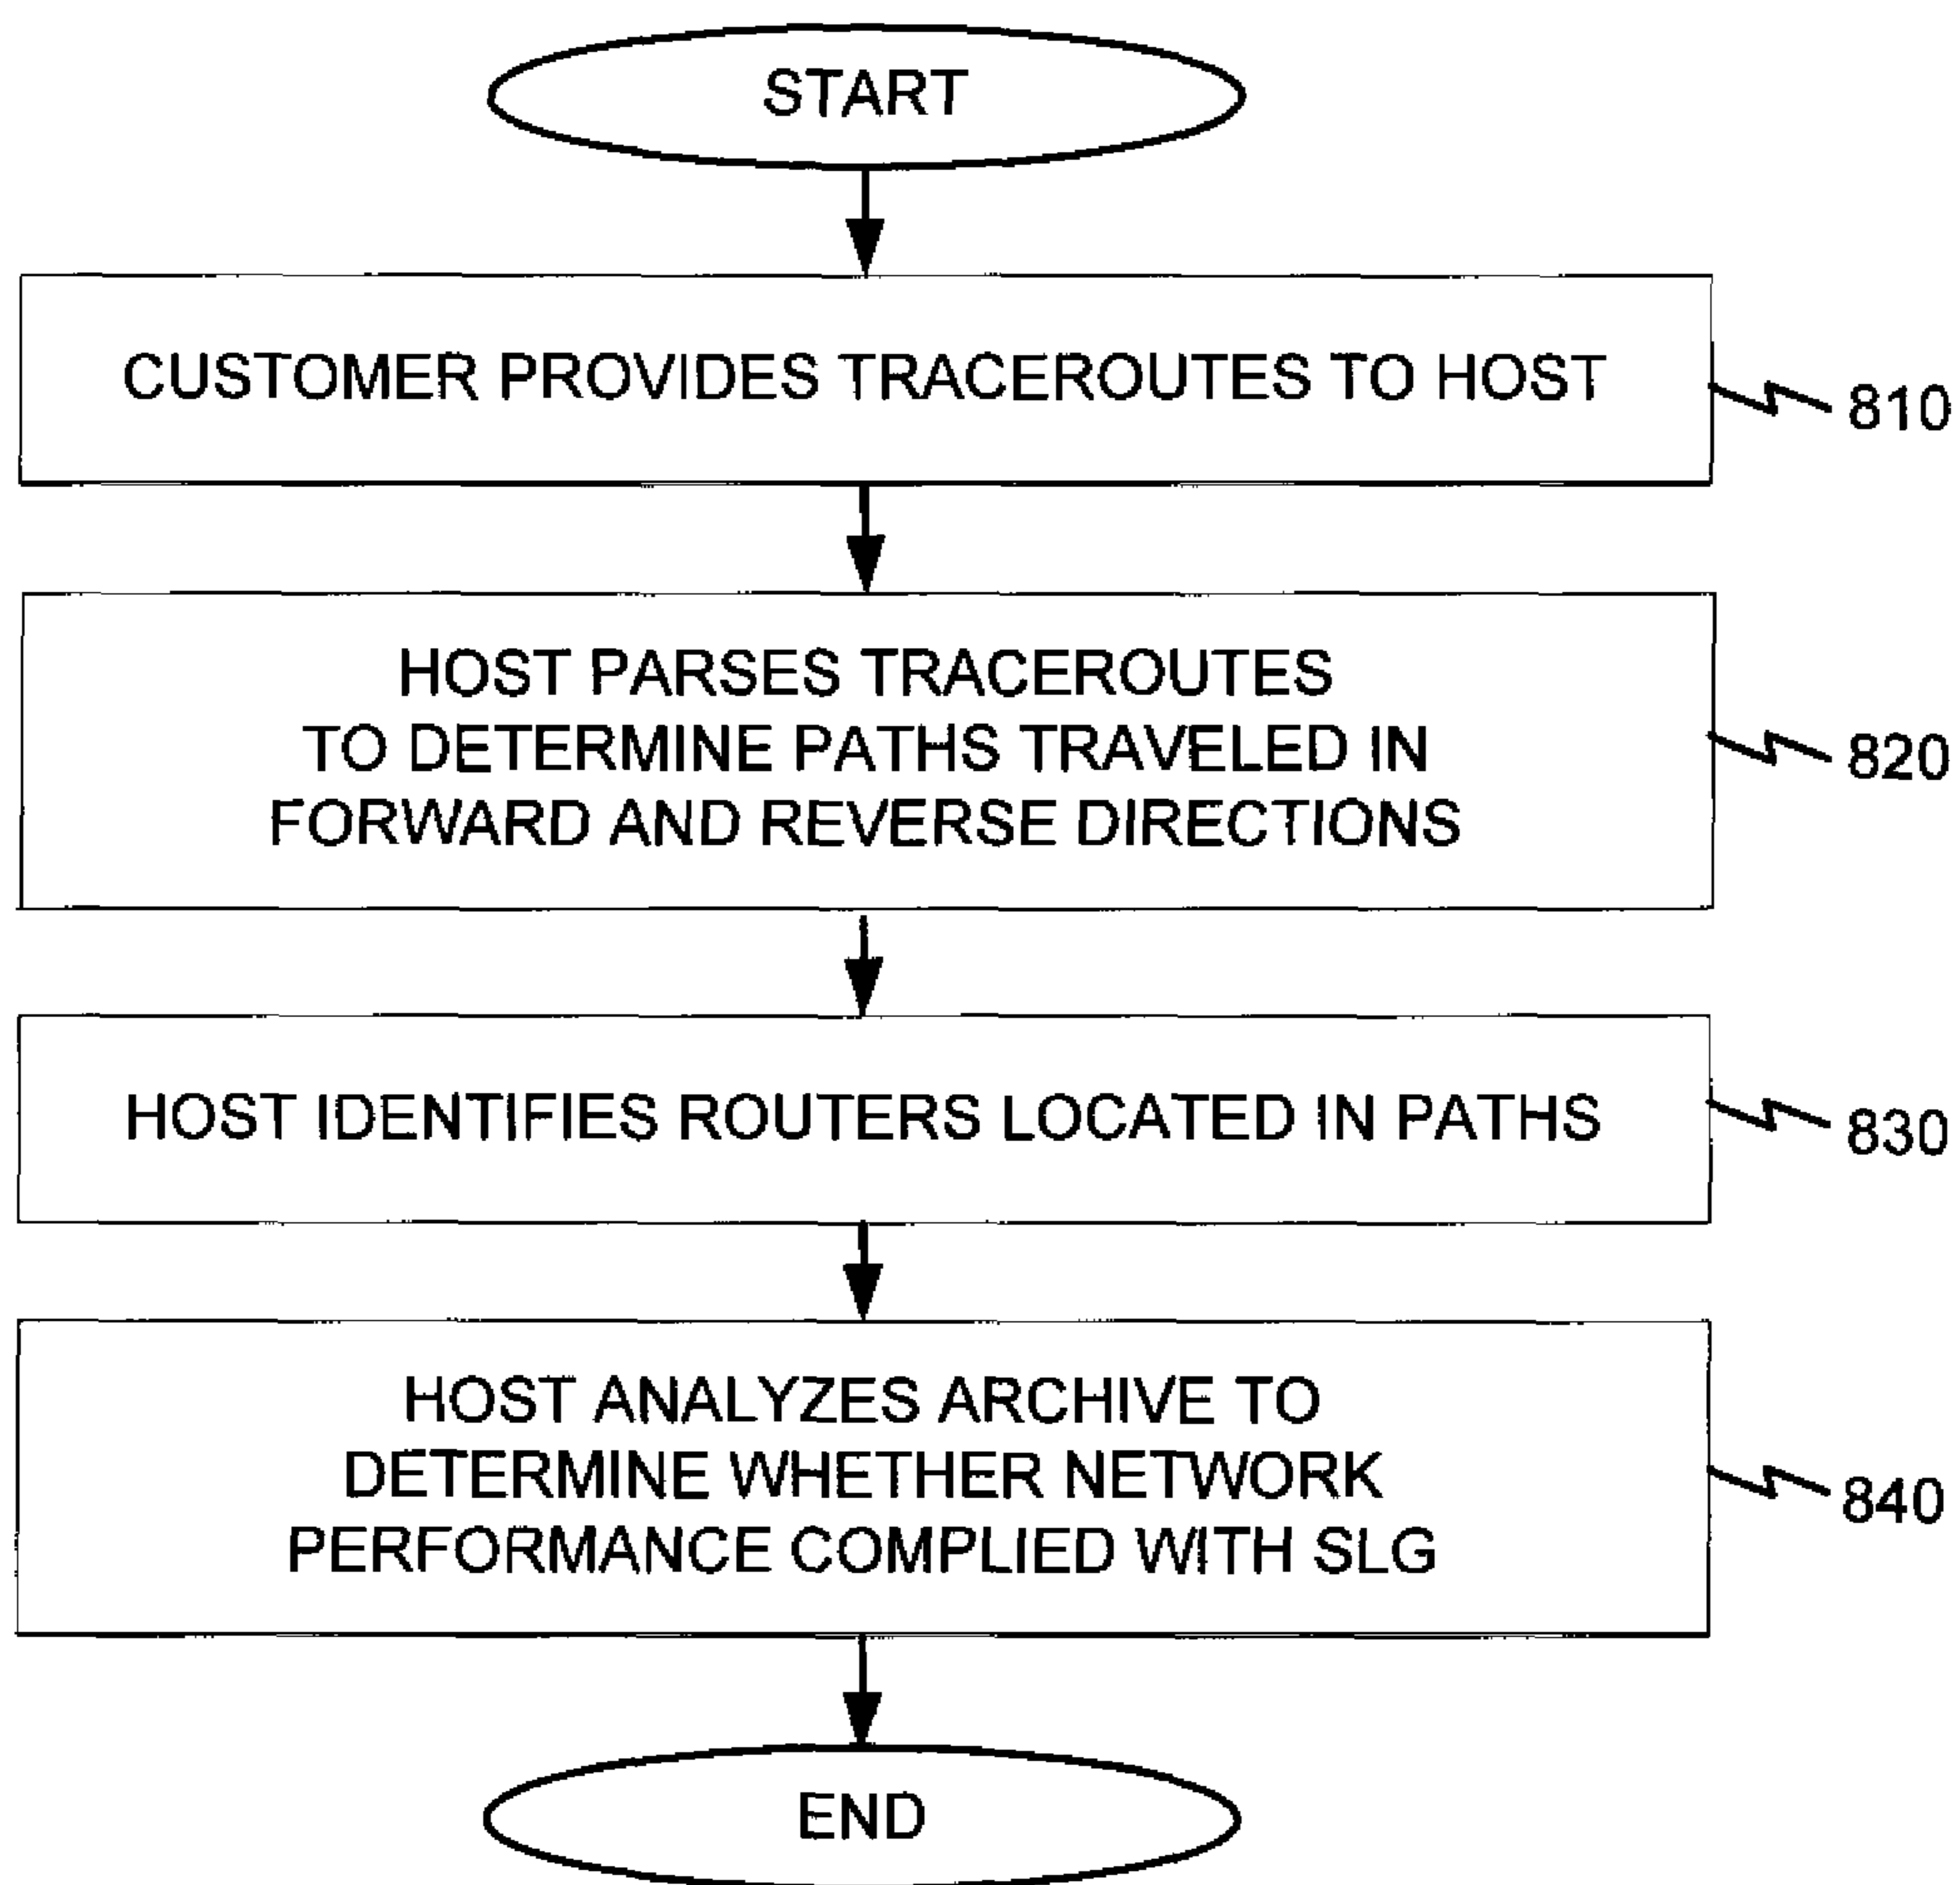 START
CUSTOMER PROVIDES TRACEROUTES TO HOST
810
HOST PARSES TRACEROUTES
TO DETERMINE PATHS TRAVELED IN
FORWARD AND REVERSE DIRECTIONS
820
HOST IDENTIFIES ROUTERS LOCATED IN PATHS
830
HOST ANALYZES ARCHIVE TO
DETERMINE WHETHER NETWORK
PERFORMANCE COMPLIED WITH SLG
840
END